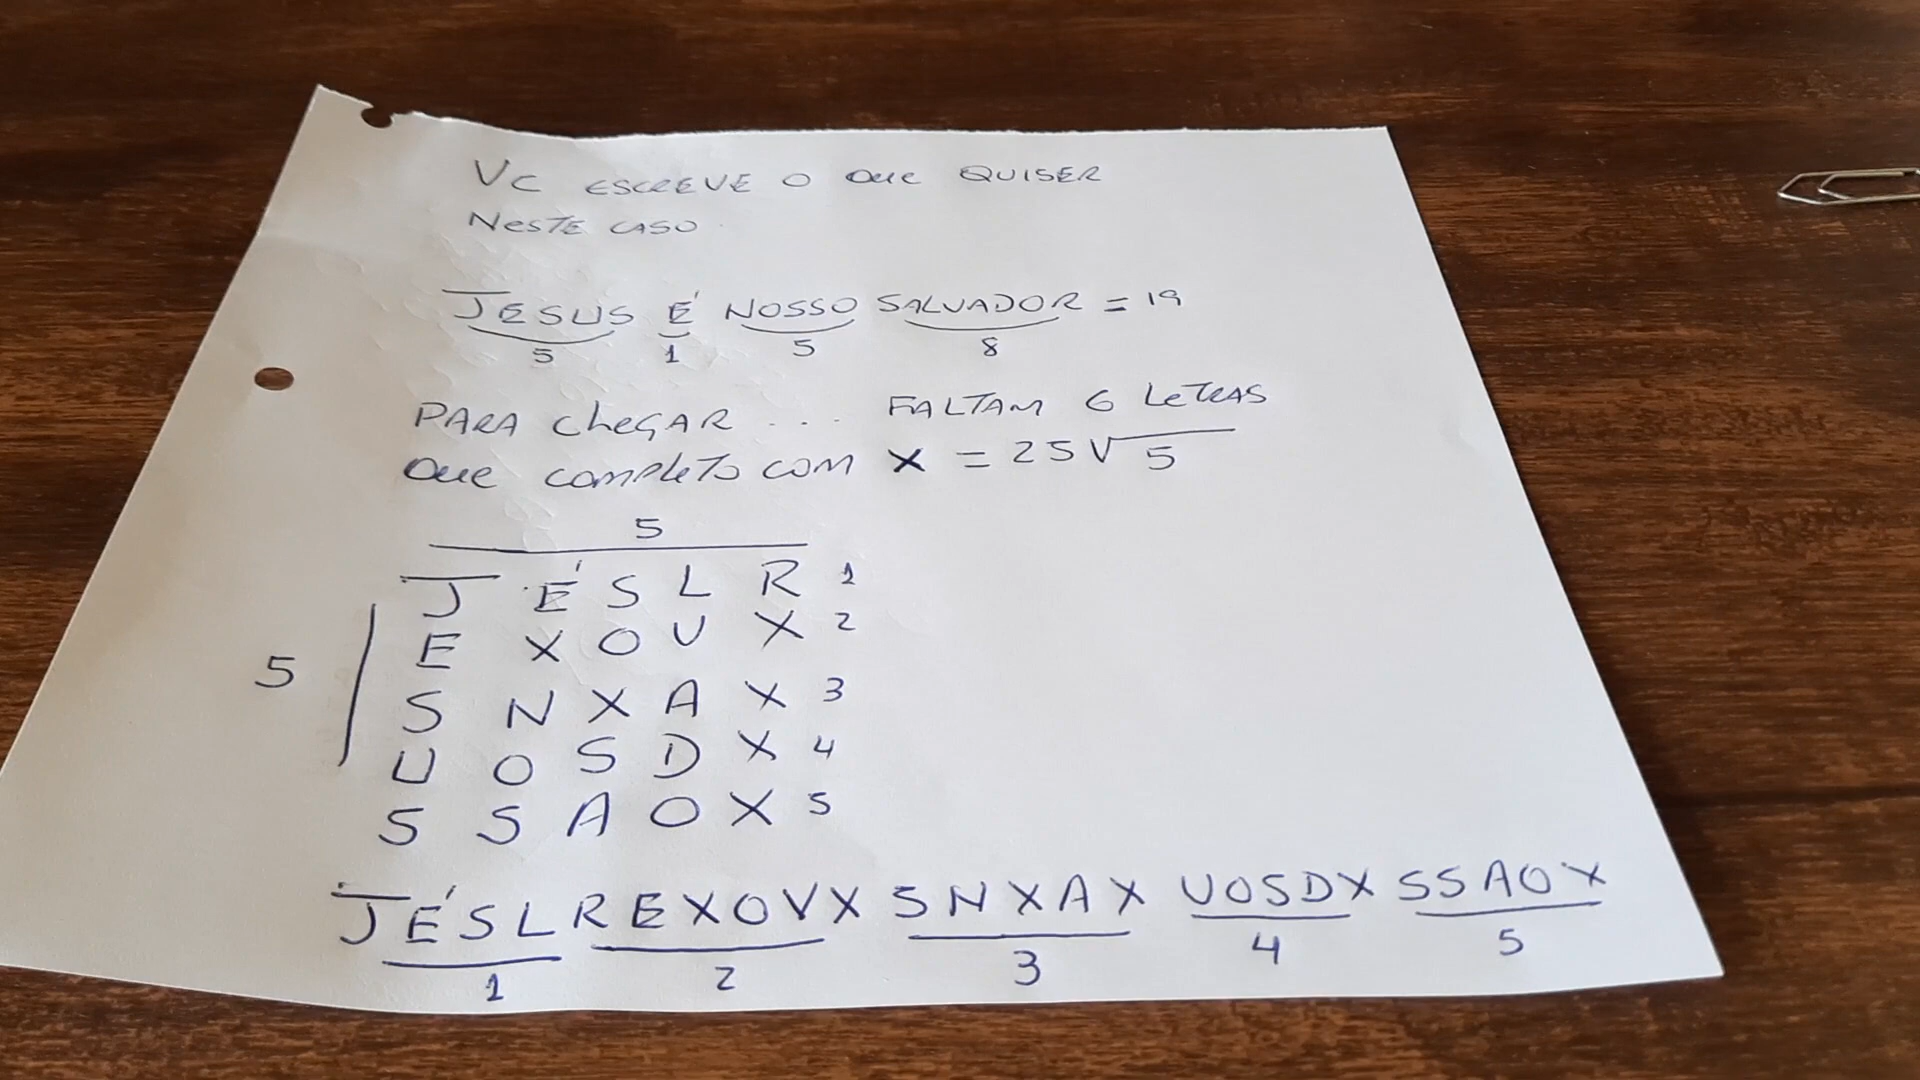 Vc ESCREVE O QUE QUISER
NESTE CASO
JESUS É NOSSO SALVADOR = 19
5 1 5 8
PARA CHEGAR ... FALTAM 6 LETRAS
QUE COMPLETO COM X = 25√5
5
J É S L R 1
E X O V X 2
5
S N X A X 3
U O S D X 4
S S A O X 5
JÉSLREXOVX SNXAX UOSDX SSAOX
1 2 3 4 5